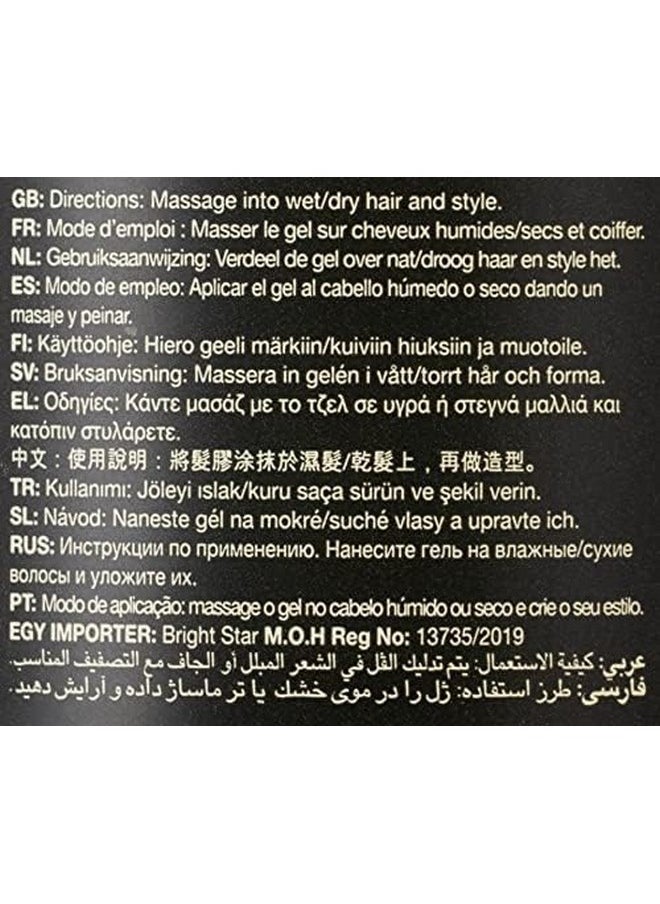 GB: Directions: Massage into wet/dry hair and style.
FR: Mode d'emploi : Masser le gel sur cheveux humides/secs et coiffer.
NL: Gebruiksaanwijzing: Verdeel de gel over nat/droog haar en style het.
ES: Modo de empleo: Aplicar el gel al cabello húmedo o seco dando un
masaje y peinar.
FI: Käyttöohje: Hiero geeli märkiin/kuiviin hiuksiin ja muotoile.
SV: Bruksanvisning: Massera in gelén i vått/torrt hår och forma.
EL: Οδηγίες: Κάντε μασάζ με το τζελ σε υγρά ή στεγνά μαλλιά και
κατόπιν στυλάρετε.
中文：使用說明：將髮膠涂抹於濕髮/乾髮上，再做造型。
TR: Kullanımı: Jöleyi ıslak/kuru saça sürün ve şekil verin.
SL: Návod: Naneste gél na mokré/suché vlasy a upravte ich.
RUS: Инструкции по применению. Нанесите гель на влажные/сухие
волосы и уложите их.
PT: Modo de aplicação: massage o gel no cabelo húmido ou seco e crie o seu estilo.
EGY IMPORTER: Bright Star M.O.H Reg No: 13735/2019
عربي: كيفية الاستعمال: يتم تدليك الڤل في الشعر المبلل أو الجاف مع التصفيف المناسب.
فارسی: طرز استفاده: ژل را در موی خشک یا تر ماساژ داده و آرایش دهید.